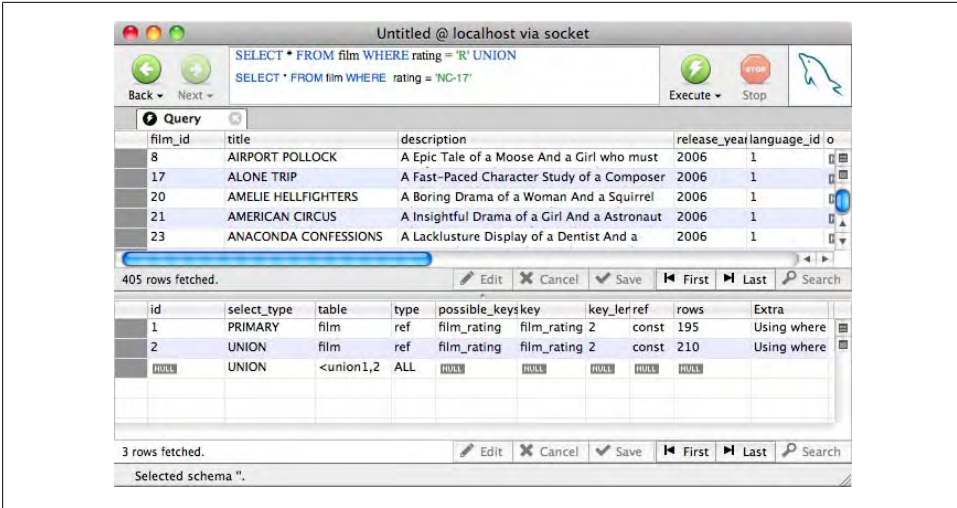 Untitled @ localhost via socket
SELECT * FROM film WHERE rating = 'R' UNION
SELECT * FROM film WHERE rating = 'NC-17'
Back Next Execute STOP Stop
Query
film_id title description release_year language_id o
8 AIRPORT POLLOCK A Epic Tale of a Moose And a Girl who must 2006 1
17 ALONE TRIP A Fast-Paced Character Study of a Composer 2006 1
20 AMELIE HELLFIGHTERS A Boring Drama of a Woman And a Squirrel 2006 1
21 AMERICAN CIRCUS A Insightful Drama of a Girl And a Astronaut 2006 1
23 ANACONDA CONFESSIONS A Lacklusture Display of a Dentist And a 2006 1
405 rows fetched. Edit Cancel Save First Last Search
id select_type table type possible_keys key key_len ref rows Extra
1 PRIMARY film ref film_rating film_rating 2 const 195 Using where
2 UNION film ref film_rating film_rating 2 const 210 Using where
NULL UNION <union1,2 ALL NULL NULL NULL NULL NULL
3 rows fetched. Edit Cancel Save First Last Search
Selected schema ''.